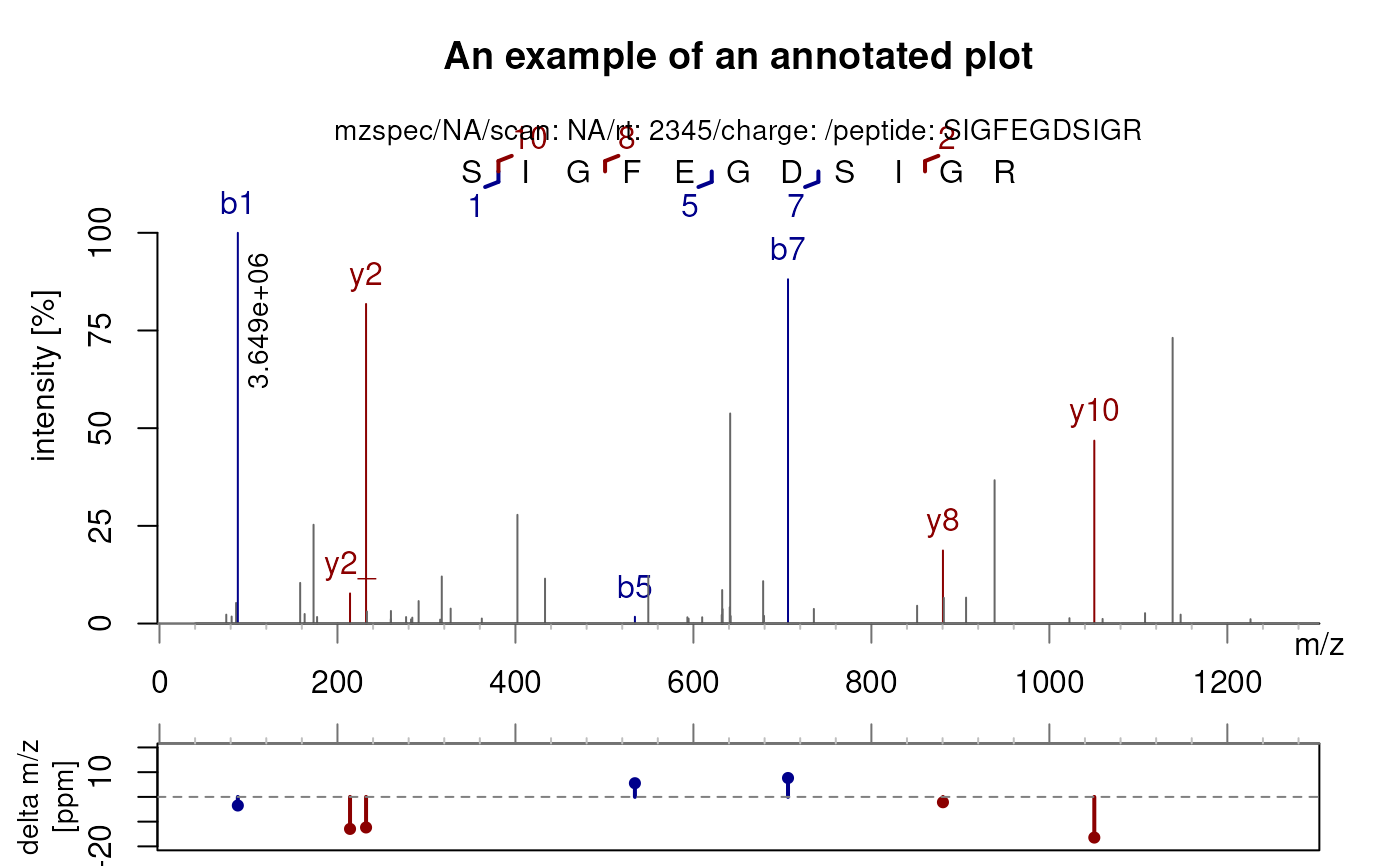 An example of an annotated plot
mzspec/NA/scan: NA/rt: 2345/charge: /peptide: SIGFEGDSIGR
10 8 2
S I G F E G D S I G R
1 5 7
b1
b7
y2
3.649e+06
y10
y8
y2
b5
intensity [%]
100
75
50
25
0
m/z
0 200 400 600 800 1000 1200
delta m/z
[ppm]
10
-20